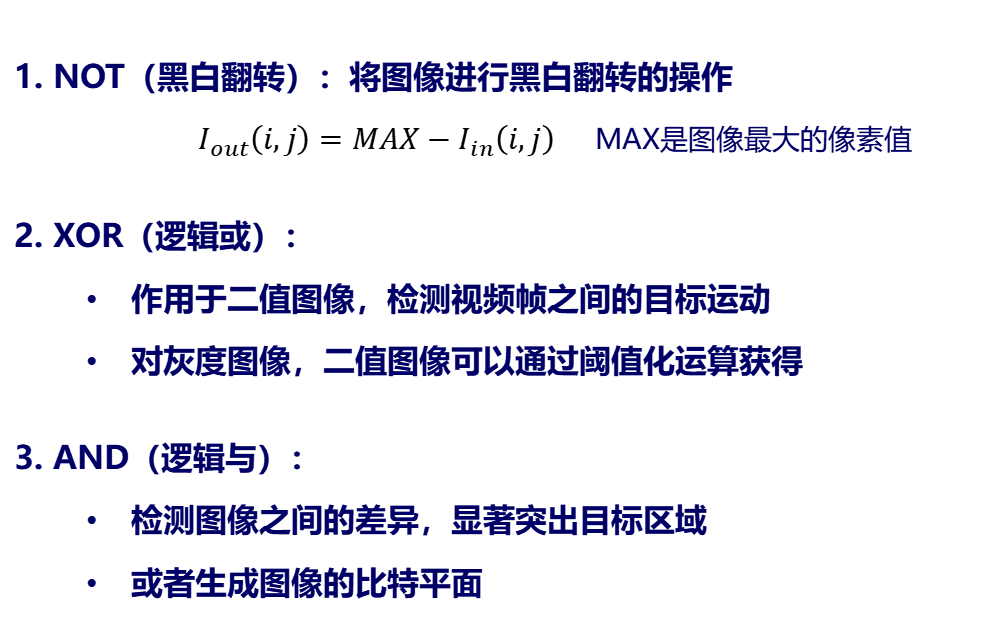 1. NOT（黑白翻转）：将图像进行黑白翻转的操作
I_out(i,j) = MAX − I_in(i,j) MAX是图像最大的像素值
2. XOR（逻辑或）：
• 作用于二值图像，检测视频帧之间的目标运动
• 对灰度图像，二值图像可以通过阈值化运算获得
3. AND（逻辑与）：
• 检测图像之间的差异，显著突出目标区域
• 或者生成图像的比特平面